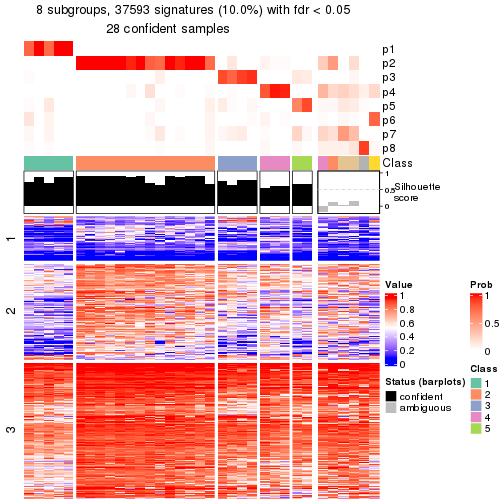 8 subgroups, 37593 signatures (10.0%) with fdr < 0.05
28 confident samples
p1
p2
p3
p4
p5
p6
p7
p8
Class
1
0.5
0
Silhouette
score
1
2
3
Value
1
0.8
0.6
0.4
0.2
0
Prob
1
0.5
0
Status (barplots)
confident
ambiguous
Class
1
2
3
4
5